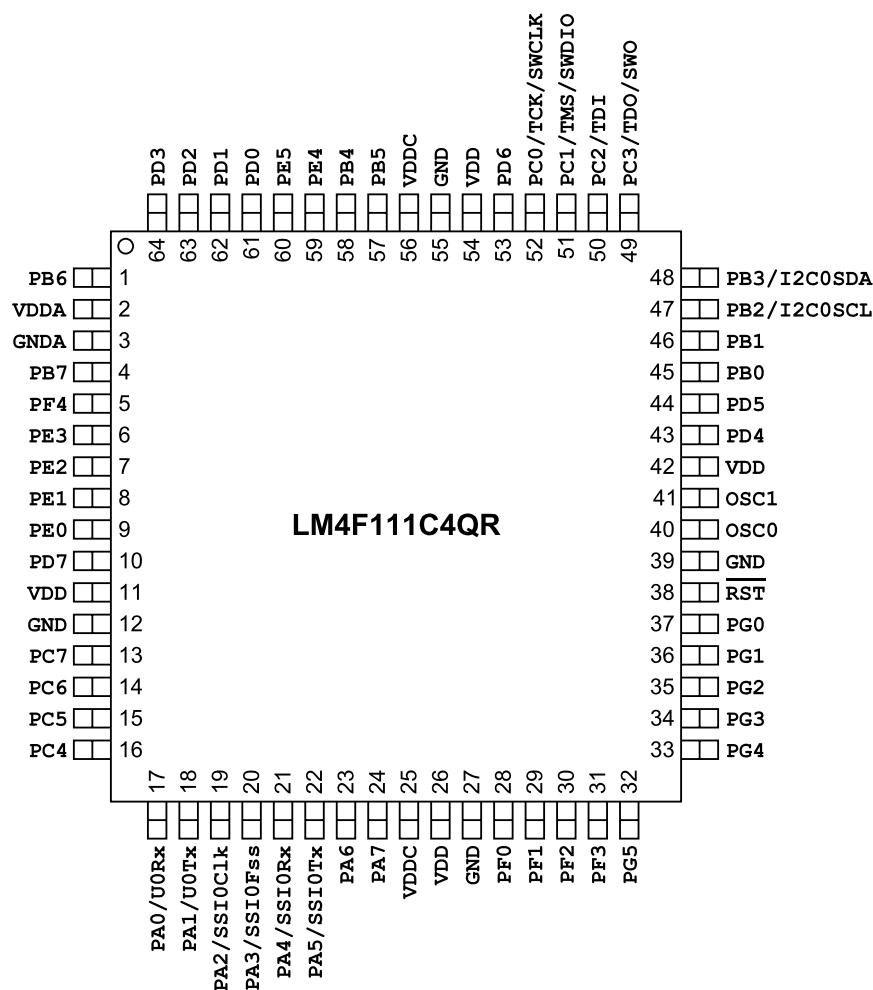 PD3
PD2
PD1
PD0
PE5
PE4
PB4
PB5
VDDC
GND
VDD
PD6
PC0/TCK/SWCLK
PC1/TMS/SWDIO
PC2/TDI
PC3/TDO/SWO
64
63
62
61
60
59
58
57
56
55
54
53
52
51
50
49
PB6 1
VDDA 2
GNDA 3
PB7 4
PF4 5
PE3 6
PE2 7
PE1 8
PE0 9
PD7 10
VDD 11
GND 12
PC7 13
PC6 14
PC5 15
PC4 16
LM4F111C4QR
48 PB3/I2C0SDA
47 PB2/I2C0SCL
46 PB1
45 PB0
44 PD5
43 PD4
42 VDD
41 OSC1
40 OSC0
39 GND
38 R̅S̅T̅
37 PG0
36 PG1
35 PG2
34 PG3
33 PG4
17
18
19
20
21
22
23
24
25
26
27
28
29
30
31
32
PA0/U0Rx
PA1/U0Tx
PA2/SSI0Clk
PA3/SSI0Fss
PA4/SSI0Rx
PA5/SSI0Tx
PA6
PA7
VDDC
VDD
GND
PF0
PF1
PF2
PF3
PG5